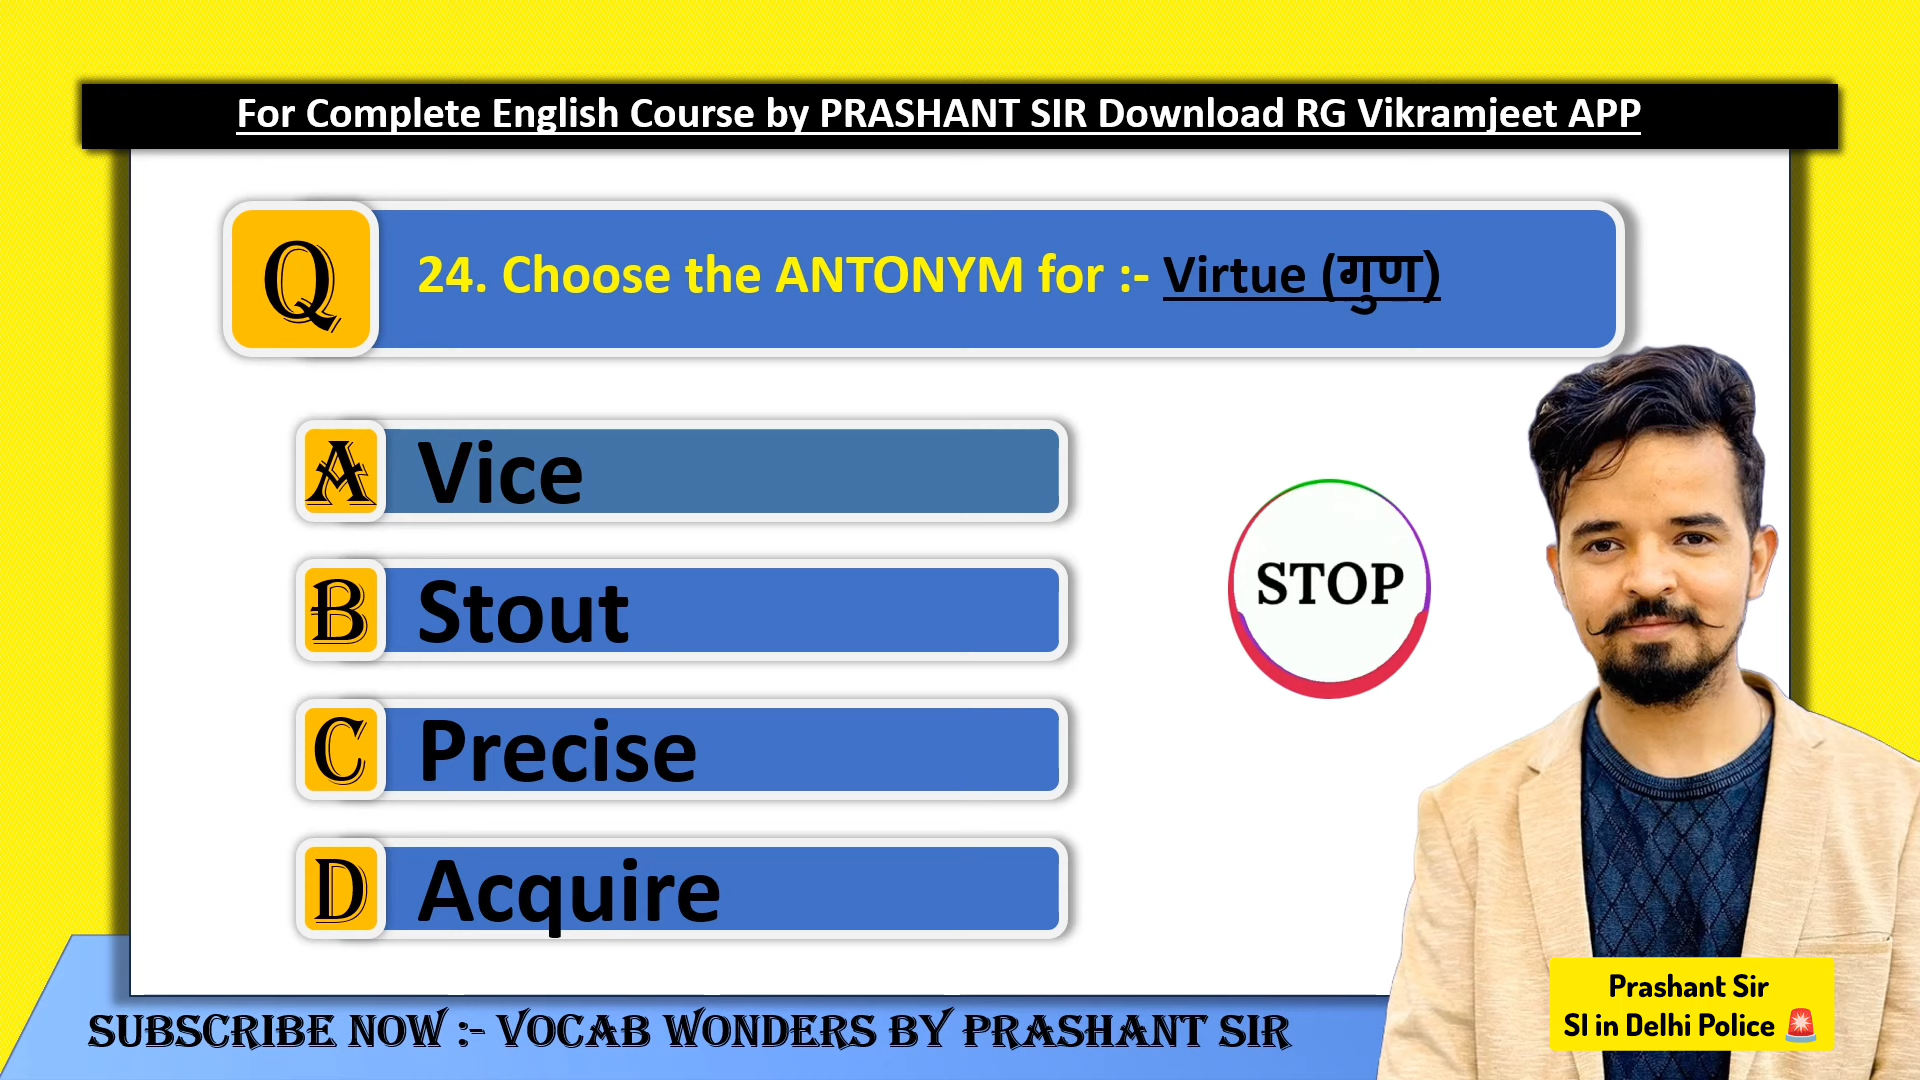 For Complete English Course by PRASHANT SIR Download RG Vikramjeet APP
Q
24. Choose the ANTONYM for :- Virtue (गुण)
A Vice
B Stout
C Precise
D Acquire
STOP
Prashant Sir
SI in Delhi Police 🚨
SUBSCRIBE NOW :- VOCAB WONDERS BY PRASHANT SIR